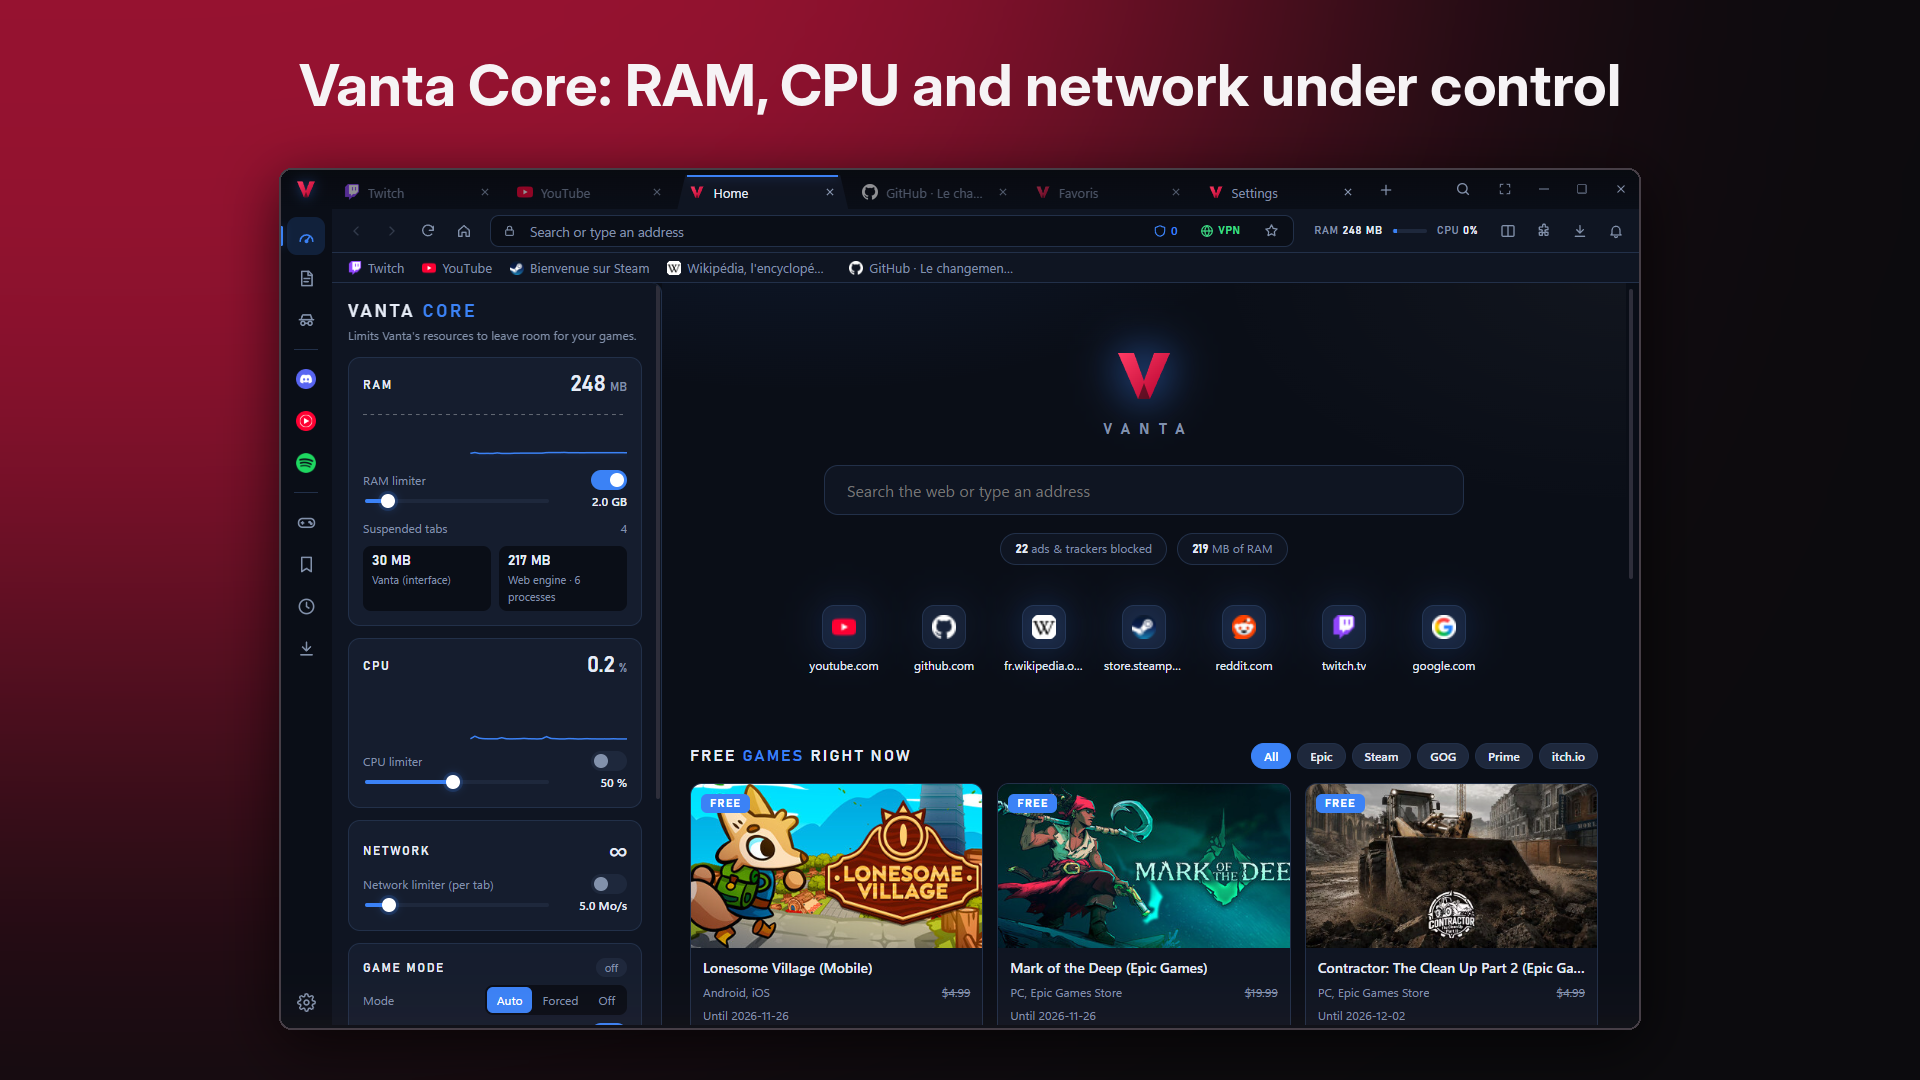 Vanta Core: RAM, CPU and network under control
Twitch
YouTube
Home
GitHub · Le cha...
Favoris
Settings
Search or type an address
0
VPN
RAM 248 MB
CPU 0%
Twitch
YouTube
Bienvenue sur Steam
Wikipédia, l'encyclopé...
GitHub · Le changemen...
VANTA CORE
Limits Vanta's resources to leave room for your games.
RAM
248 MB
RAM limiter
2.0 GB
Suspended tabs
4
30 MB
Vanta (interface)
217 MB
Web engine · 6
processes
CPU
0.2 %
CPU limiter
50 %
NETWORK
∞
Network limiter (per tab)
5.0 Mo/s
GAME MODE
off
Mode
Auto
Forced
Off
VANTA
Search the web or type an address
22 ads & trackers blocked
219 MB of RAM
youtube.com
github.com
fr.wikipedia.o...
store.steamp...
reddit.com
twitch.tv
google.com
FREE GAMES RIGHT NOW
All
Epic
Steam
GOG
Prime
itch.io
FREE
LONESOME
VILLAGE
Lonesome Village (Mobile)
Android, iOS
$4.99
Until 2026-11-26
FREE
MARK OF THE DEE
Mark of the Deep (Epic Games)
PC, Epic Games Store
$19.99
Until 2026-11-26
FREE
CONTRACTOR
Contractor: The Clean Up Part 2 (Epic Ga...
PC, Epic Games Store
$4.99
Until 2026-12-02